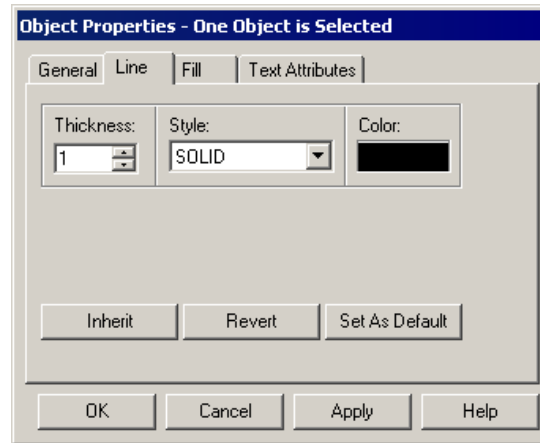 Object Properties - One Object is Selected
General Line Fill Text Attributes
Thickness: Style: Color:
1 SOLID
Inherit Revert Set As Default
OK Cancel Apply Help